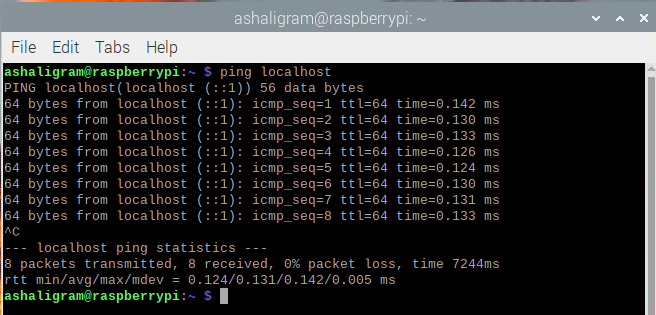 ashaligram@raspberrypi: ~
File Edit Tabs Help
ashaligram@raspberrypi:~ $ ping localhost
PING localhost(localhost (::1)) 56 data bytes
64 bytes from localhost (::1): icmp_seq=1 ttl=64 time=0.142 ms
64 bytes from localhost (::1): icmp_seq=2 ttl=64 time=0.130 ms
64 bytes from localhost (::1): icmp_seq=3 ttl=64 time=0.133 ms
64 bytes from localhost (::1): icmp_seq=4 ttl=64 time=0.126 ms
64 bytes from localhost (::1): icmp_seq=5 ttl=64 time=0.124 ms
64 bytes from localhost (::1): icmp_seq=6 ttl=64 time=0.130 ms
64 bytes from localhost (::1): icmp_seq=7 ttl=64 time=0.131 ms
64 bytes from localhost (::1): icmp_seq=8 ttl=64 time=0.133 ms
^C
--- localhost ping statistics ---
8 packets transmitted, 8 received, 0% packet loss, time 7244ms
rtt min/avg/max/mdev = 0.124/0.131/0.142/0.005 ms
ashaligram@raspberrypi:~ $